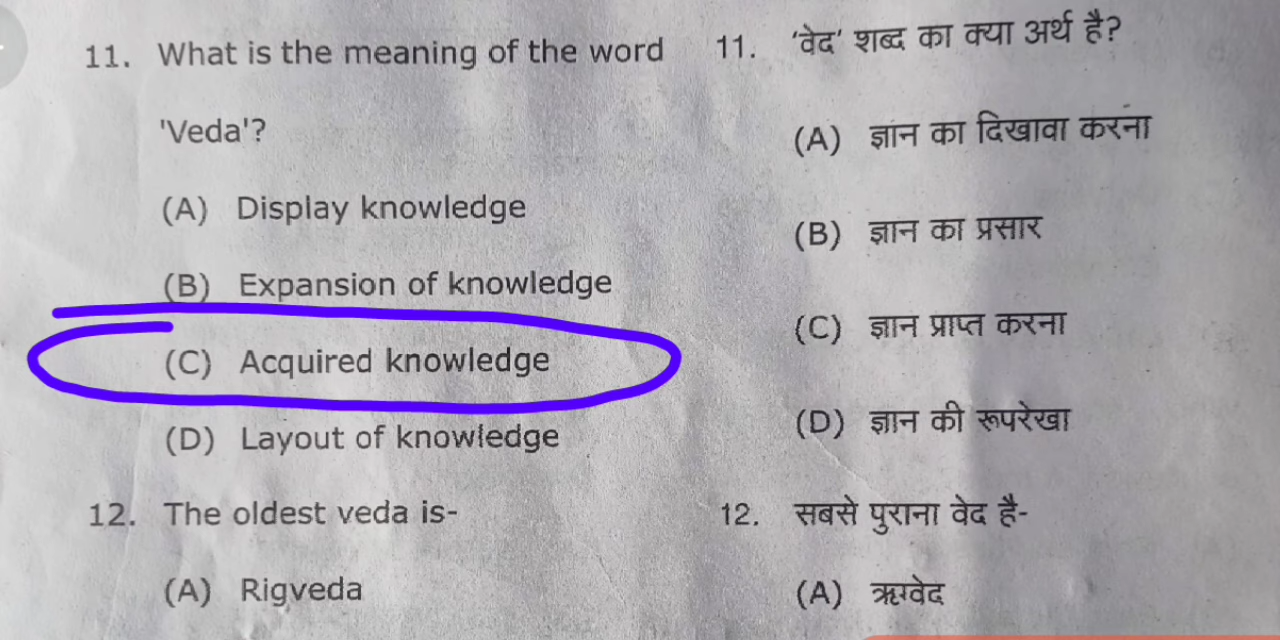 11. What is the meaning of the word
'Veda'?
(A) Display knowledge
(B) Expansion of knowledge
(C) Acquired knowledge
(D) Layout of knowledge
12. The oldest veda is-
(A) Rigveda
11. 'वेद' शब्द का क्या अर्थ है?
(A) ज्ञान का दिखावा करना
(B) ज्ञान का प्रसार
(C) ज्ञान प्राप्त करना
(D) ज्ञान की रूपरेखा
12. सबसे पुराना वेद है-
(A) ऋग्वेद